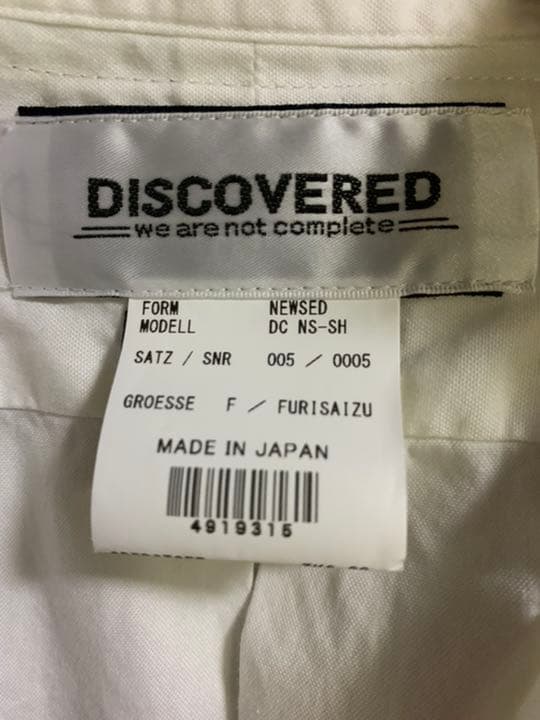 DISCOVERED
we are not complete
FORM NEWSED
MODELL DC NS-SH
SATZ / SNR 005 / 0005
GROESSE F / FURISAIZU
MADE IN JAPAN
4919315